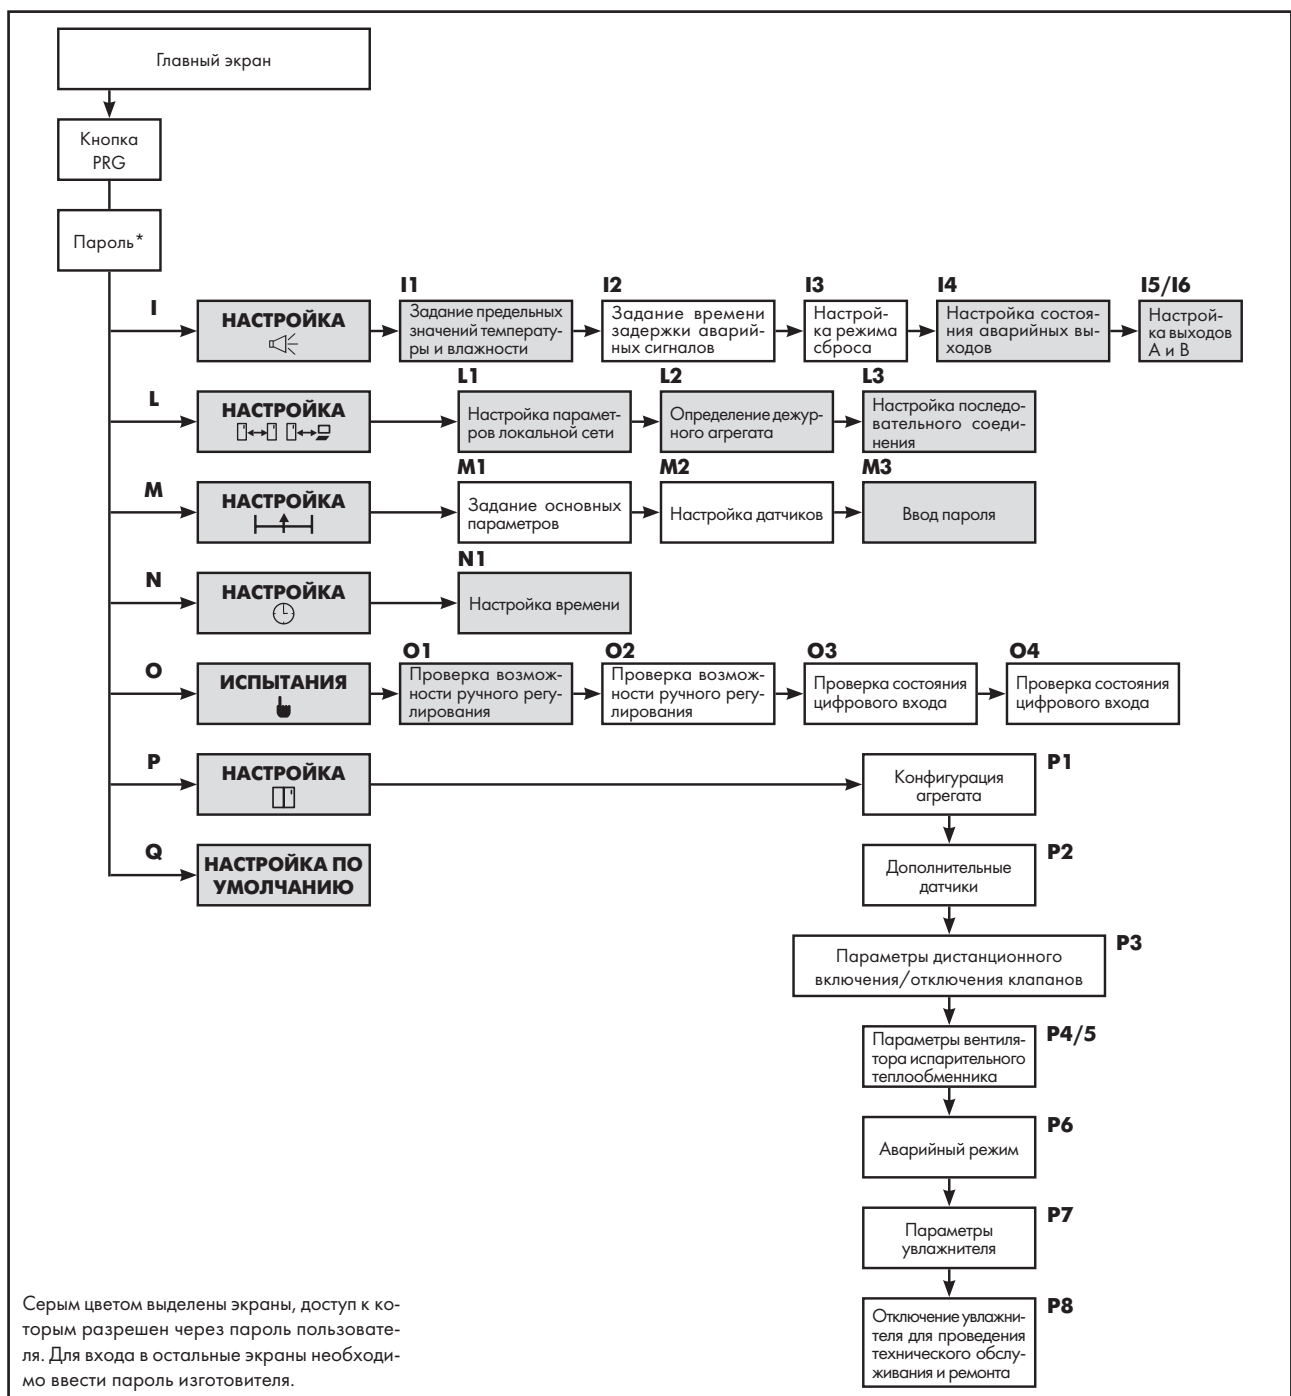 Главный экран
Кнопка
PRG
Пароль*
I
НАСТРОЙКА
I1
Задание предельных
значений температу-
ры и влажности
I2
Задание времени
задержки аварий-
ных сигналов
I3
Настрой-
ка режима
сброса
I4
Настройка состоя-
ния аварийных вы-
ходов
I5/I6
Настрой-
ка выходов
А и В
L
НАСТРОЙКА
L1
Настройка парамет-
ров локальной сети
L2
Определение дежур-
ного агрегата
L3
Настройка последо-
вательного соеди-
нения
M
НАСТРОЙКА
M1
Задание основных
параметров
M2
Настройка датчиков
M3
Ввод пароля
N
НАСТРОЙКА
N1
Настройка времени
O
ИСПЫТАНИЯ
O1
Проверка возмож-
ности ручного регу-
лирования
O2
Проверка возмож-
ности ручного регу-
лирования
O3
Проверка состояния
цифрового входа
O4
Проверка состояния
цифрового входа
P
НАСТРОЙКА
P1
Конфигурация
агрегата
Q
НАСТРОЙКА ПО
УМОЛЧАНИЮ
P2
Дополнительные
датчики
P3
Параметры дистанционного
включения/отключения клапанов
P4/5
Параметры вентиля-
тора испарительного
теплообменника
P6
Аварийный режим
P7
Параметры
увлажнителя
P8
Отключение увлажни-
теля для проведения
технического обслу-
живания и ремонта
Серым цветом выделены экраны, доступ к ко-
торым разрешен через пароль пользовате-
ля. Для входа в остальные экраны необходи-
мо ввести пароль изготовителя.